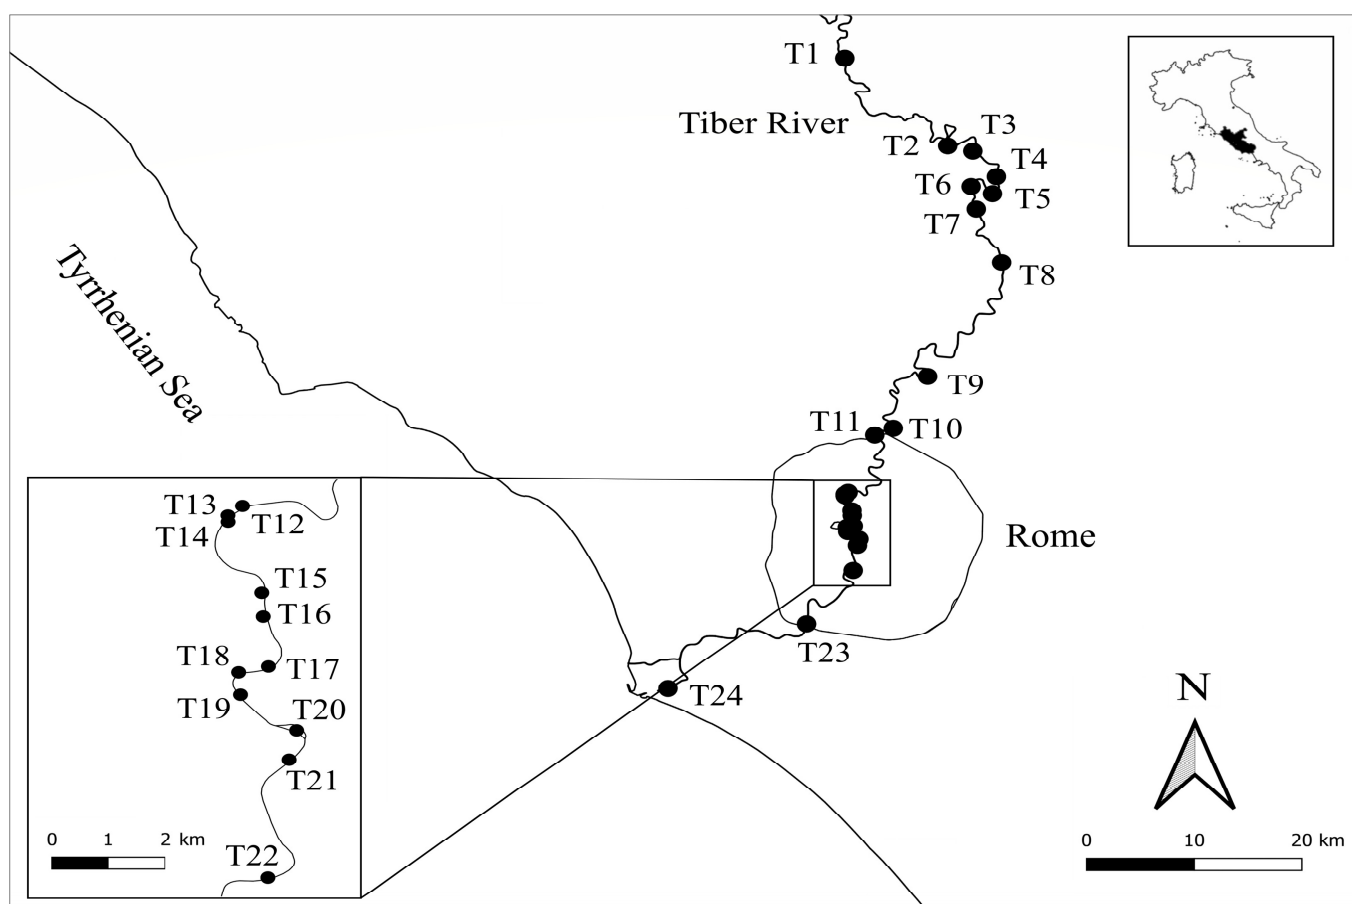 T1
Tiber River
T2
T3
T4
T5
T6
T7
T8
Tyrrhenian Sea
T9
T10
T11
Rome
T12
T13
T14
T15
T16
T17
T18
T19
T20
T21
T22
0 1 2 km
T23
T24
N
0 10 20 km